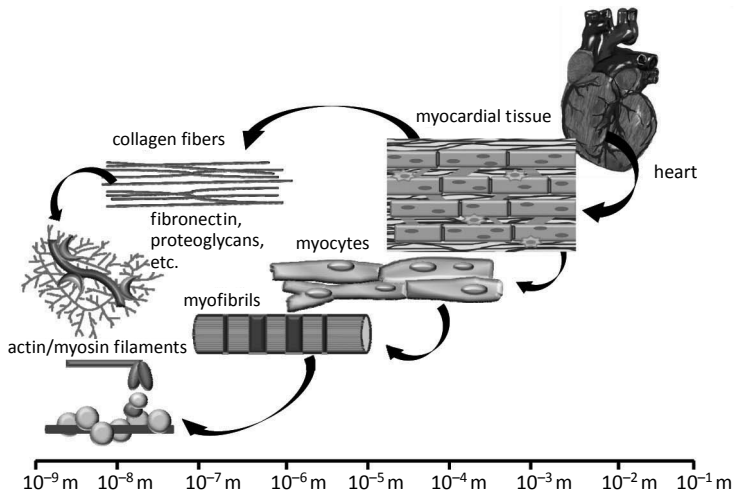 myocardial tissue
heart
collagen fibers
fibronectin,
proteoglycans,
etc.
myocytes
myofibrils
actin/myosin filaments
10⁻⁹ m 10⁻⁸ m 10⁻⁷ m 10⁻⁶ m 10⁻⁵ m 10⁻⁴ m 10⁻³ m 10⁻² m 10⁻¹ m